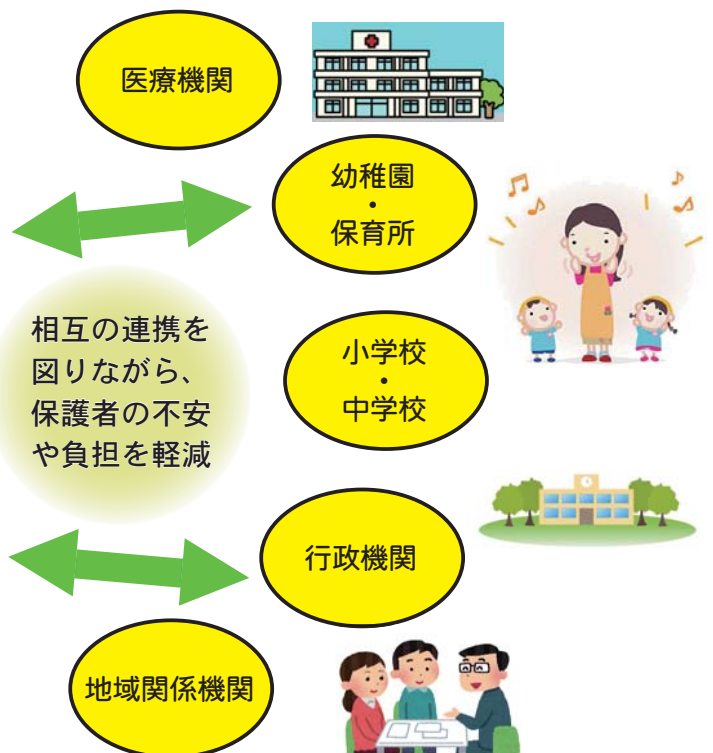 医療機関
幼稚園
・
保育所
相互の連携を
図りながら、
保護者の不安
や負担を軽減
小学校
・
中学校
行政機関
地域関係機関